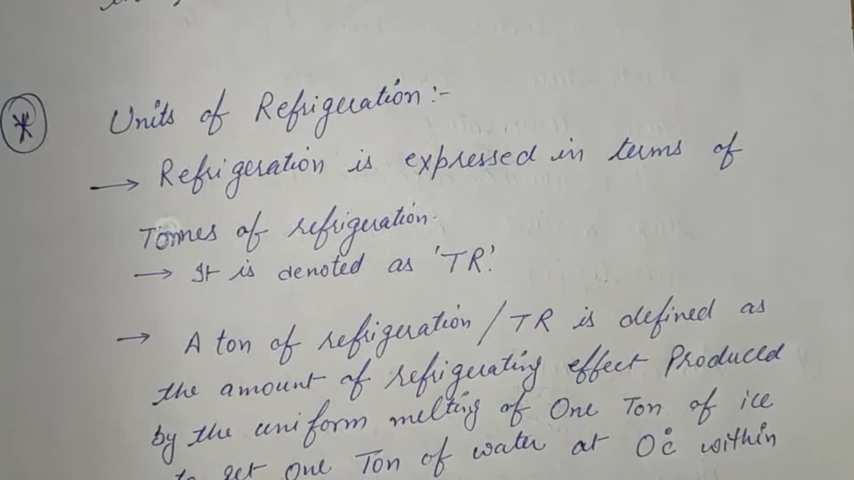 * Units of Refrigeration :-
→ Refrigeration is expressed in terms of
Tonnes of refrigeration.
→ It is denoted as 'TR'.
→ A ton of refrigeration / TR is defined as
the amount of refrigerating effect Produced
by the uniform melting of One Ton of ice
to get One Ton of water at 0°c within